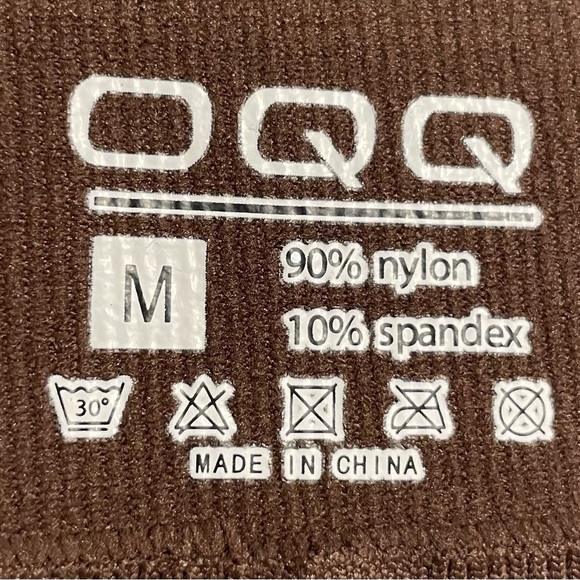 OQQ
M
90% nylon
10% spandex
30°
MADE IN CHINA